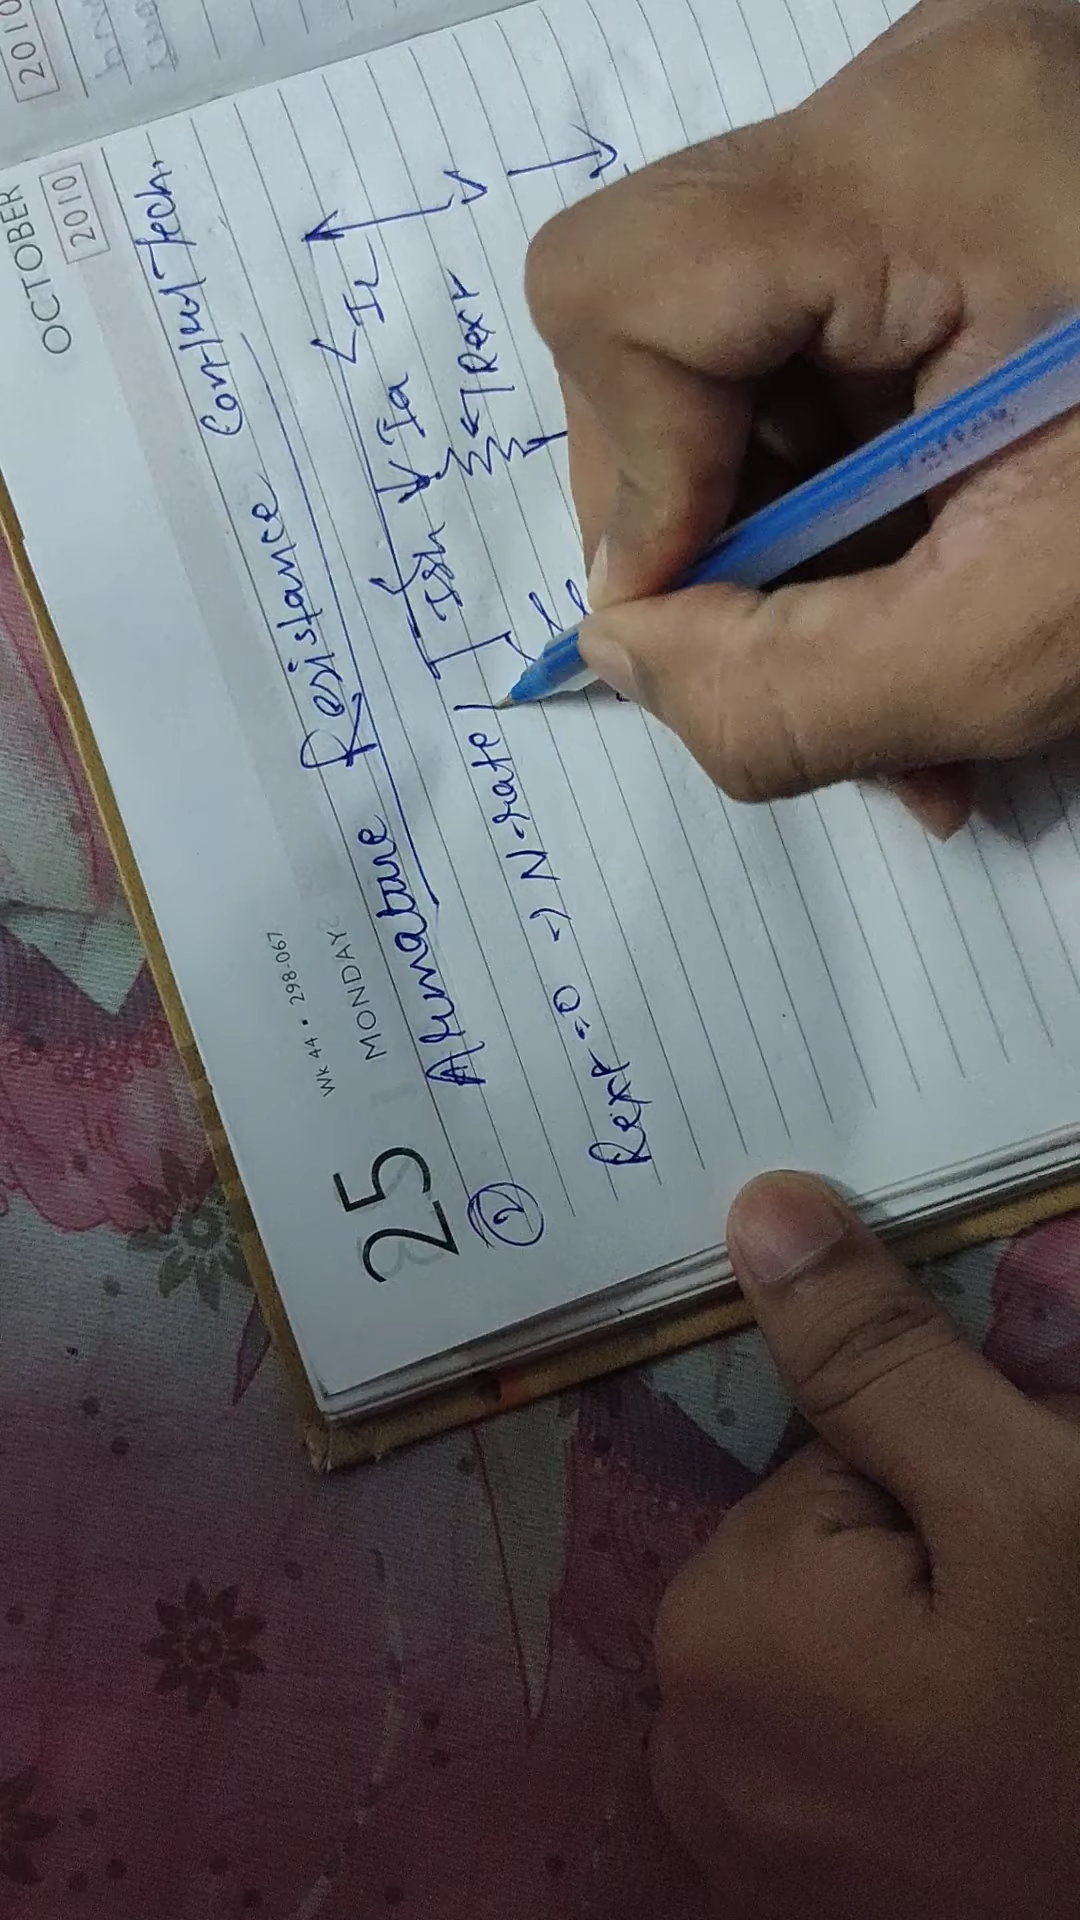 OCTOBER
2010
2010
Wk 44 • 298-067
25 MONDAY
② Armature Resistance Control Tech.
IL
Ish Ia
Rext V
Rext=0 → N-rated